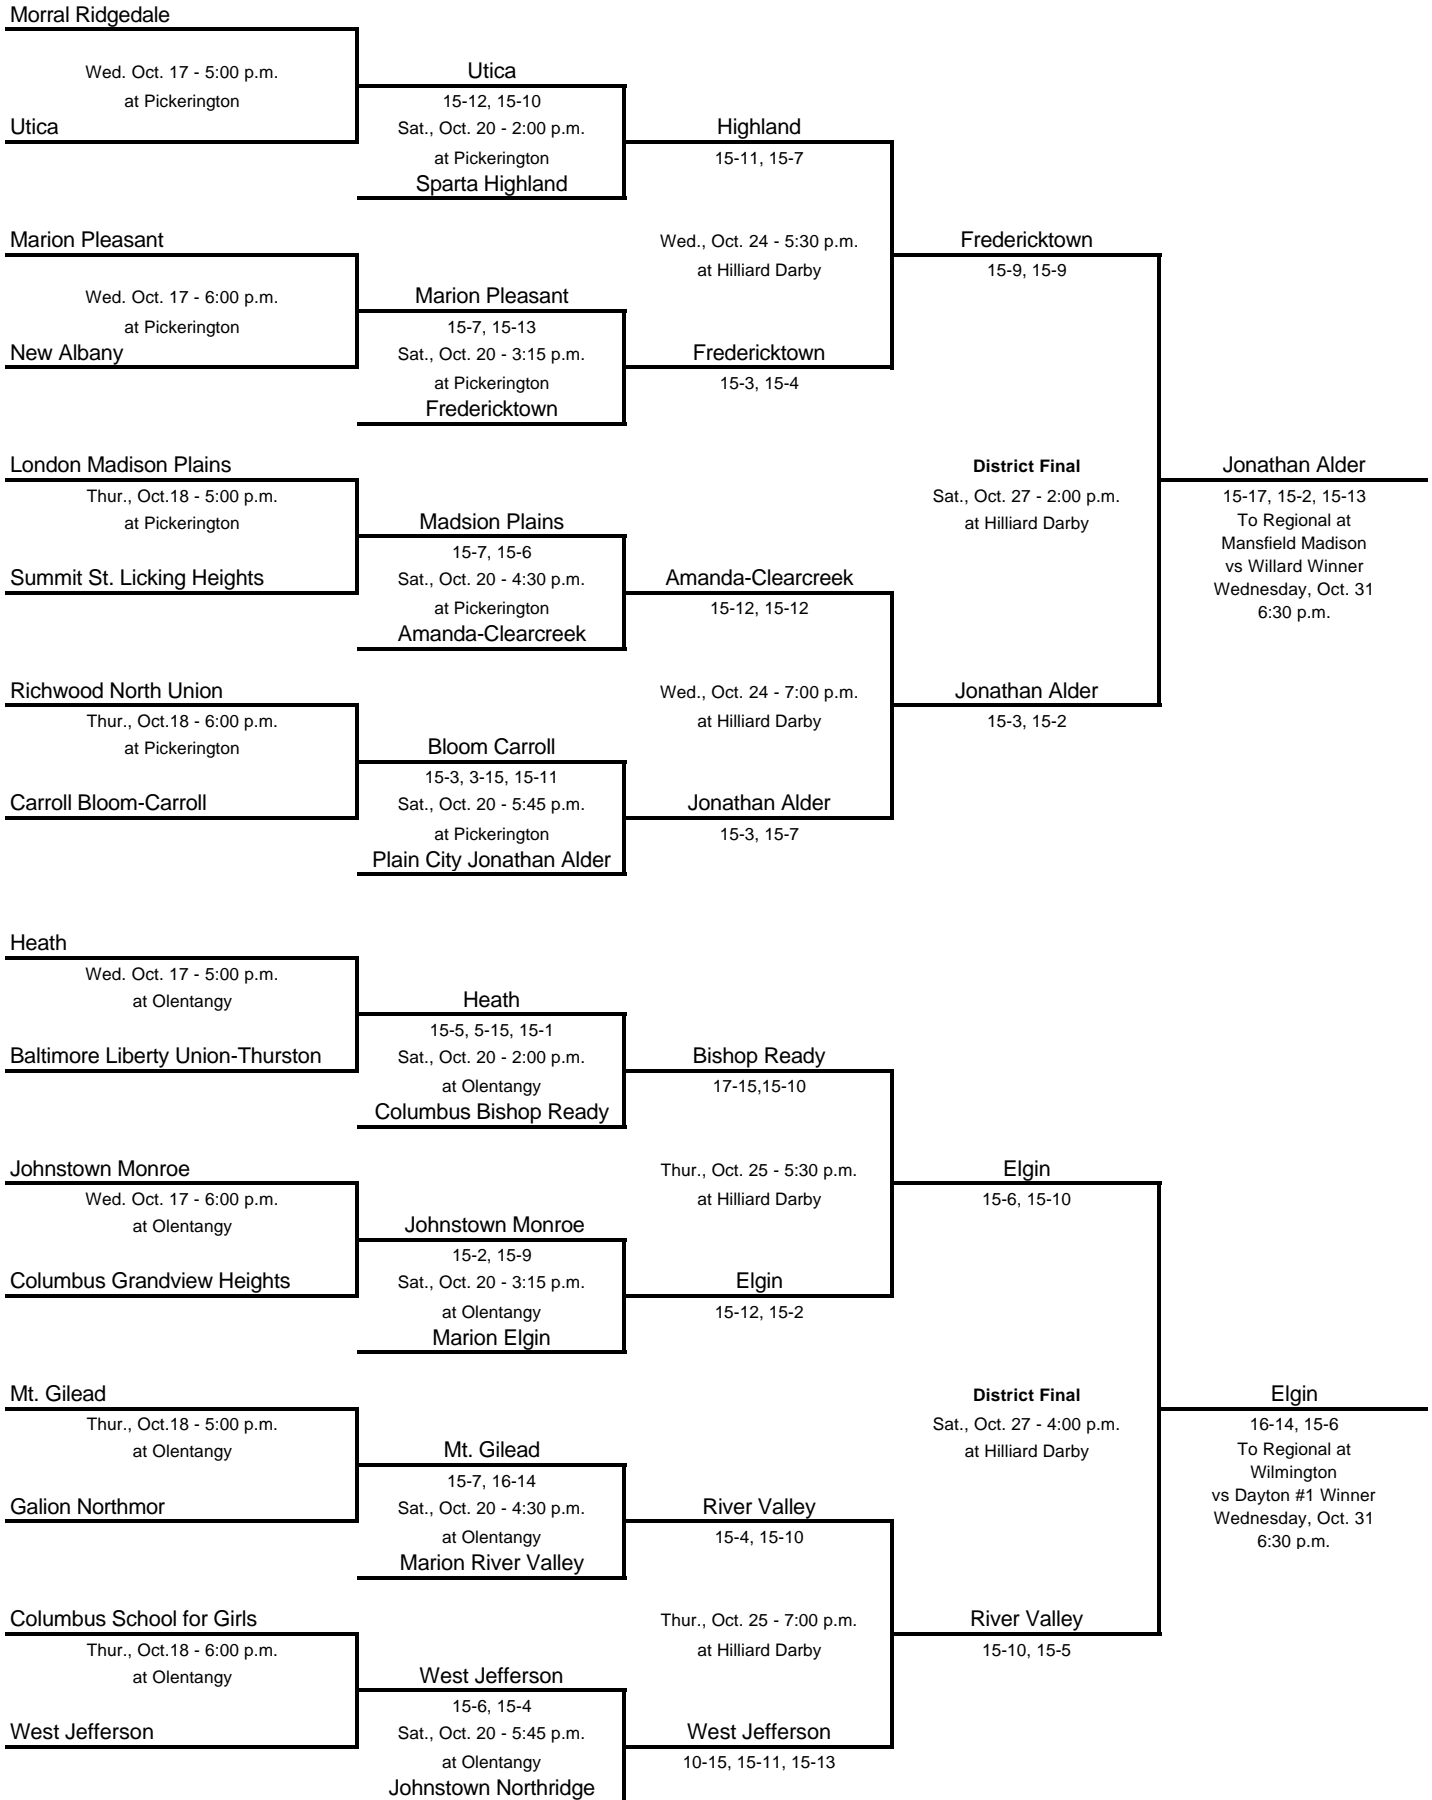 Morral Ridgedale
Wed. Oct. 17 - 5:00 p.m.
at Pickerington
Utica
Utica
15-12, 15-10
Sat., Oct. 20 - 2:00 p.m.
at Pickerington
Sparta Highland
Highland
15-11, 15-7
Marion Pleasant
Wed. Oct. 17 - 6:00 p.m.
at Pickerington
New Albany
Marion Pleasant
15-7, 15-13
Sat., Oct. 20 - 3:15 p.m.
at Pickerington
Fredericktown
Wed., Oct. 24 - 5:30 p.m.
at Hilliard Darby
Fredericktown
15-3, 15-4
Fredericktown
15-9, 15-9
London Madison Plains
Thur., Oct.18 - 5:00 p.m.
at Pickerington
Summit St. Licking Heights
Madsion Plains
15-7, 15-6
Sat., Oct. 20 - 4:30 p.m.
at Pickerington
Amanda-Clearcreek
Amanda-Clearcreek
15-12, 15-12
District Final
Sat., Oct. 27 - 2:00 p.m.
at Hilliard Darby
Jonathan Alder
15-17, 15-2, 15-13
To Regional at
Mansfield Madison
vs Willard Winner
Wednesday, Oct. 31
6:30 p.m.
Richwood North Union
Thur., Oct.18 - 6:00 p.m.
at Pickerington
Carroll Bloom-Carroll
Bloom Carroll
15-3, 3-15, 15-11
Sat., Oct. 20 - 5:45 p.m.
at Pickerington
Plain City Jonathan Alder
Wed., Oct. 24 - 7:00 p.m.
at Hilliard Darby
Jonathan Alder
15-3, 15-7
Jonathan Alder
15-3, 15-2
Heath
Wed. Oct. 17 - 5:00 p.m.
at Olentangy
Baltimore Liberty Union-Thurston
Heath
15-5, 5-15, 15-1
Sat., Oct. 20 - 2:00 p.m.
at Olentangy
Columbus Bishop Ready
Bishop Ready
17-15,15-10
Johnstown Monroe
Wed. Oct. 17 - 6:00 p.m.
at Olentangy
Columbus Grandview Heights
Johnstown Monroe
15-2, 15-9
Sat., Oct. 20 - 3:15 p.m.
at Olentangy
Marion Elgin
Thur., Oct. 25 - 5:30 p.m.
at Hilliard Darby
Elgin
15-12, 15-2
Elgin
15-6, 15-10
Mt. Gilead
Thur., Oct.18 - 5:00 p.m.
at Olentangy
Galion Northmor
Mt. Gilead
15-7, 16-14
Sat., Oct. 20 - 4:30 p.m.
at Olentangy
Marion River Valley
River Valley
15-4, 15-10
District Final
Sat., Oct. 27 - 4:00 p.m.
at Hilliard Darby
Elgin
16-14, 15-6
To Regional at
Wilmington
vs Dayton #1 Winner
Wednesday, Oct. 31
6:30 p.m.
Columbus School for Girls
Thur., Oct.18 - 6:00 p.m.
at Olentangy
West Jefferson
West Jefferson
15-6, 15-4
Sat., Oct. 20 - 5:45 p.m.
at Olentangy
Johnstown Northridge
Thur., Oct. 25 - 7:00 p.m.
at Hilliard Darby
West Jefferson
10-15, 15-11, 15-13
River Valley
15-10, 15-5